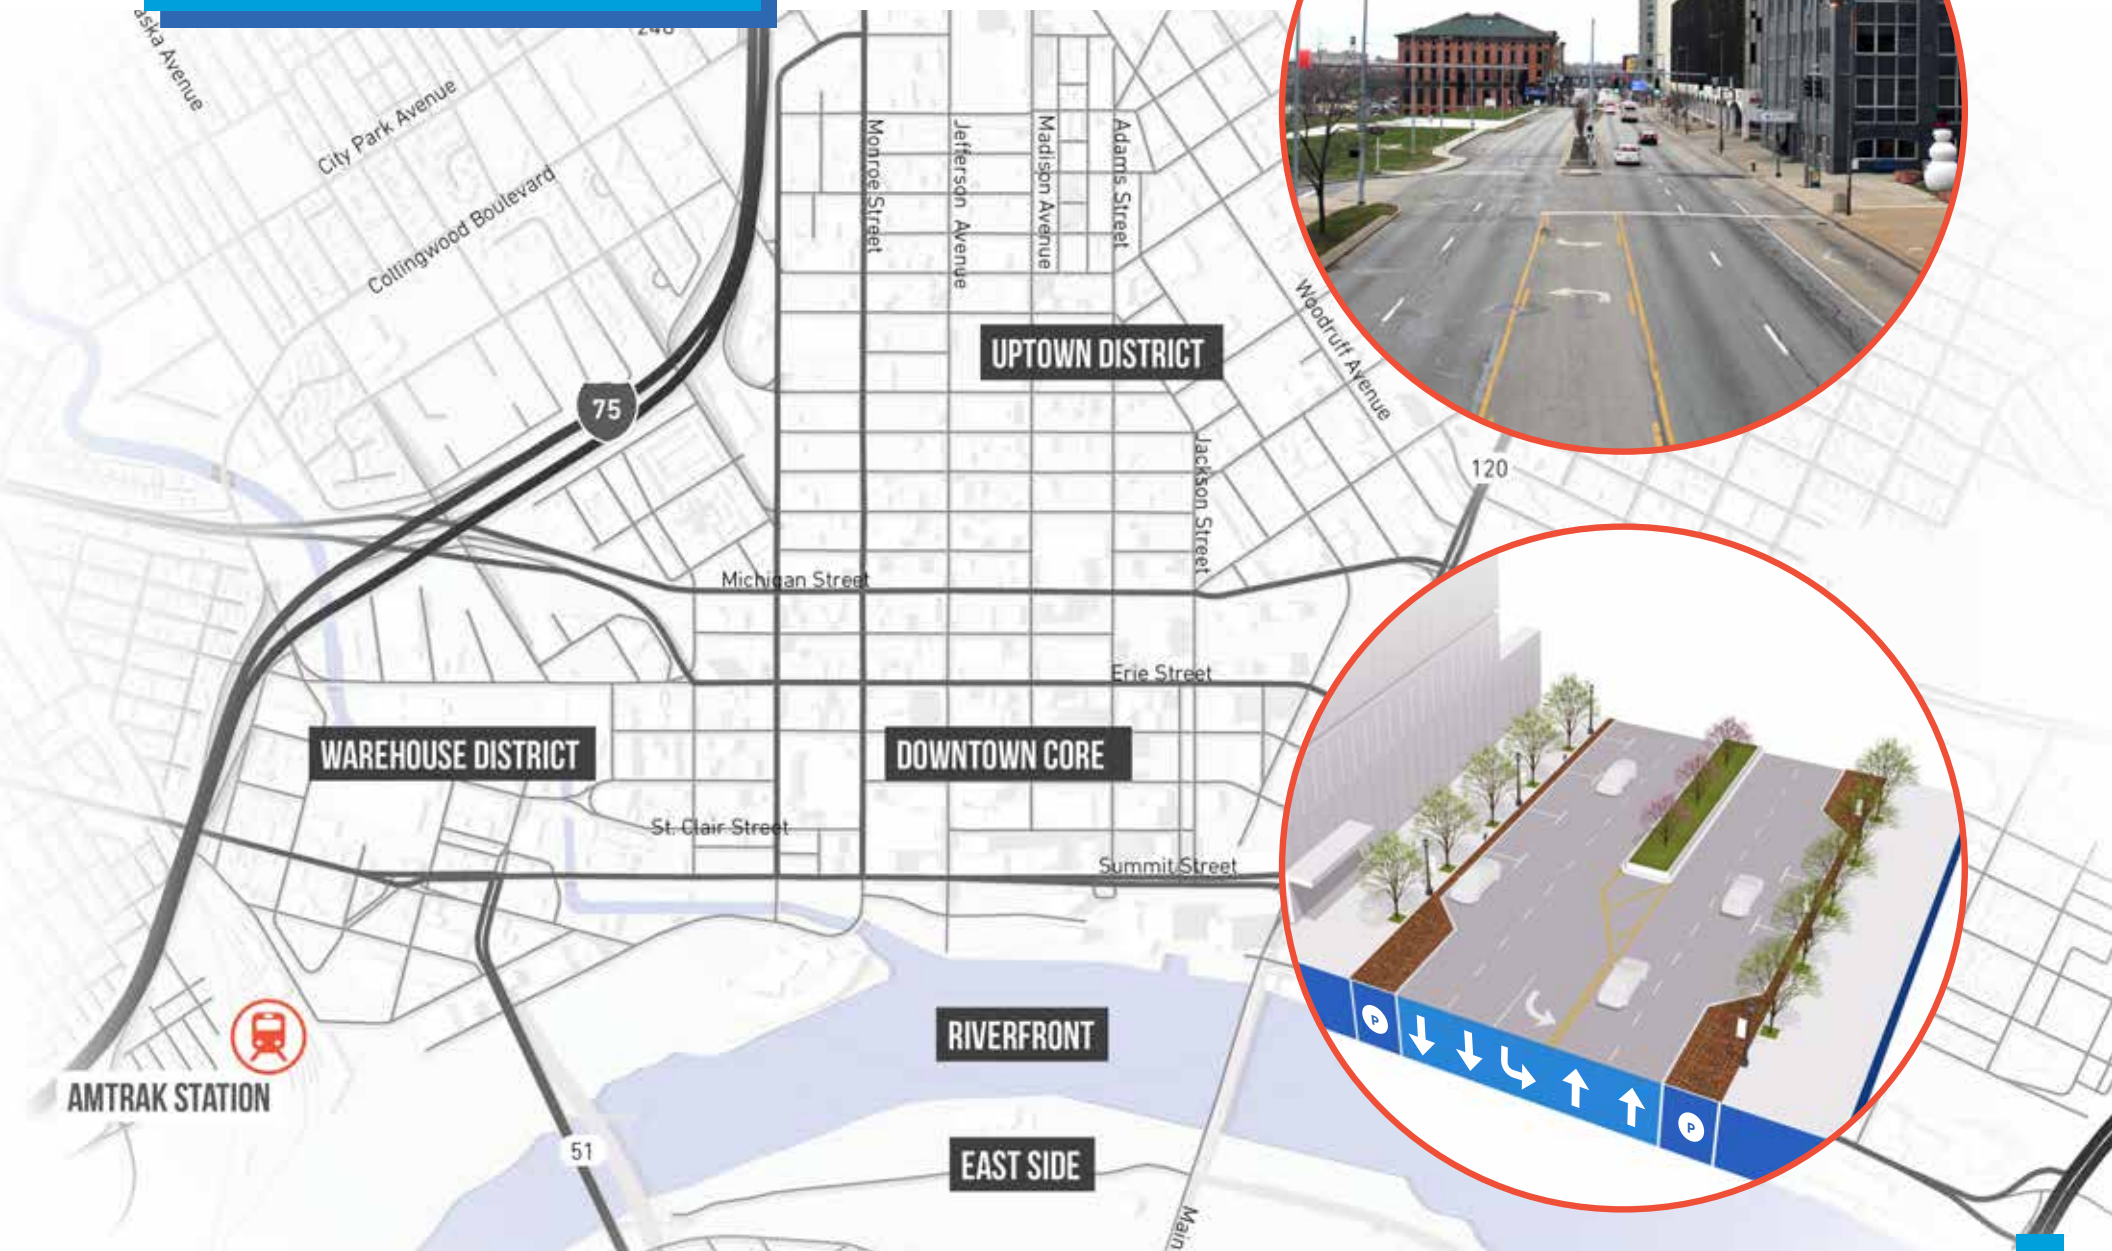 City Park Avenue
Collingwood Boulevard
Monroe Street
Jefferson Avenue
Madison Avenue
Adams Street
Woodruff Avenue
UPTOWN DISTRICT
75
120
Jackson Street
Michigan Street
Erie Street
WAREHOUSE DISTRICT
DOWNTOWN CORE
St. Clair Street
Summit Street
RIVERFRONT
P
AMTRAK STATION
P
51
EAST SIDE
Main